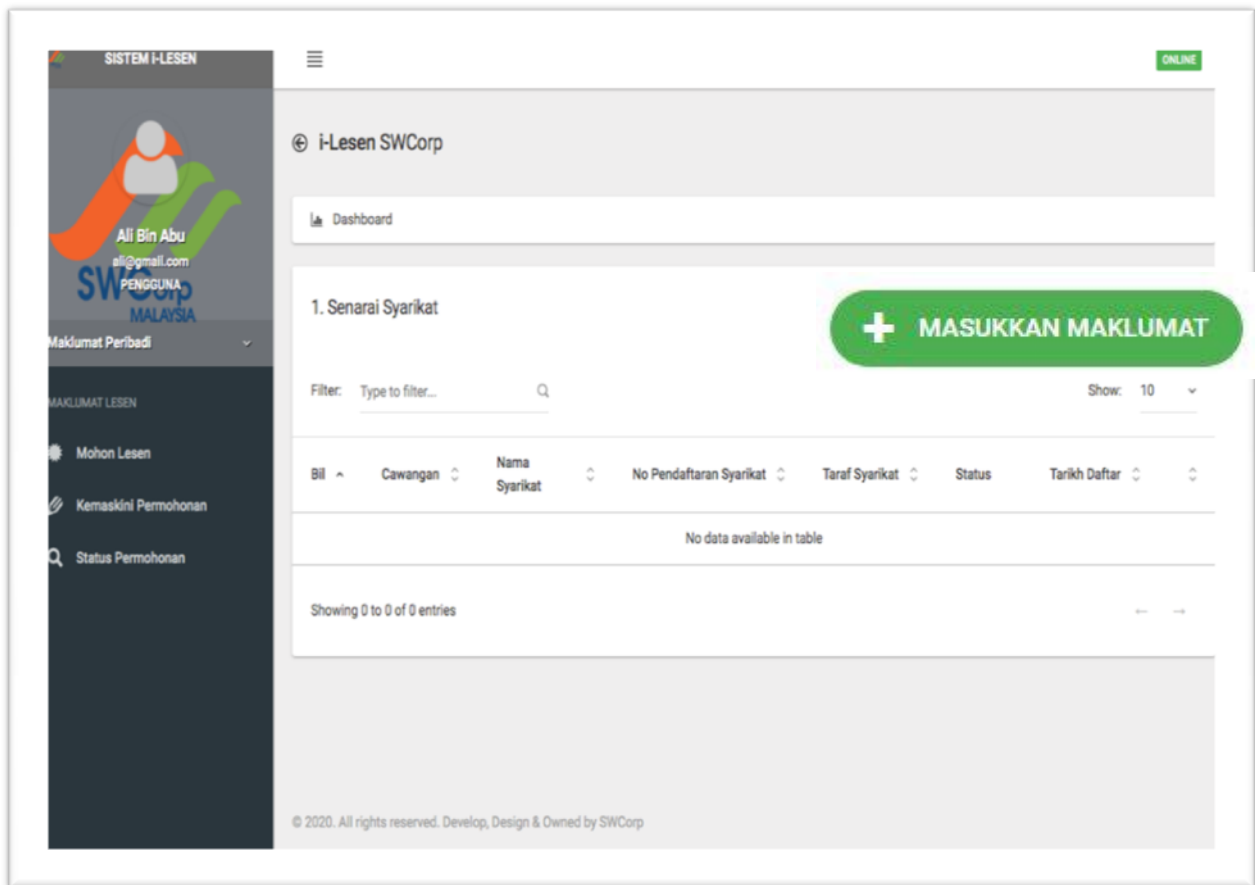 SISTEM i-LESEN
ONLINE
i-Lesen SWCorp
Dashboard
Ali Bin Abu
ali@gmail.com
PENGGUNA
SWCorp
MALAYSIA
Maklumat Peribadi
MAKLUMAT LESEN
Mohon Lesen
Kemaskini Permohonan
Status Permohonan
1. Senarai Syarikat
MASUKKAN MAKLUMAT
Filter: Type to filter... Show: 10
Bil Cawangan Nama Syarikat No Pendaftaran Syarikat Taraf Syarikat Status Tarikh Daftar
No data available in table
Showing 0 to 0 of 0 entries
© 2020. All rights reserved. Develop, Design & Owned by SWCorp